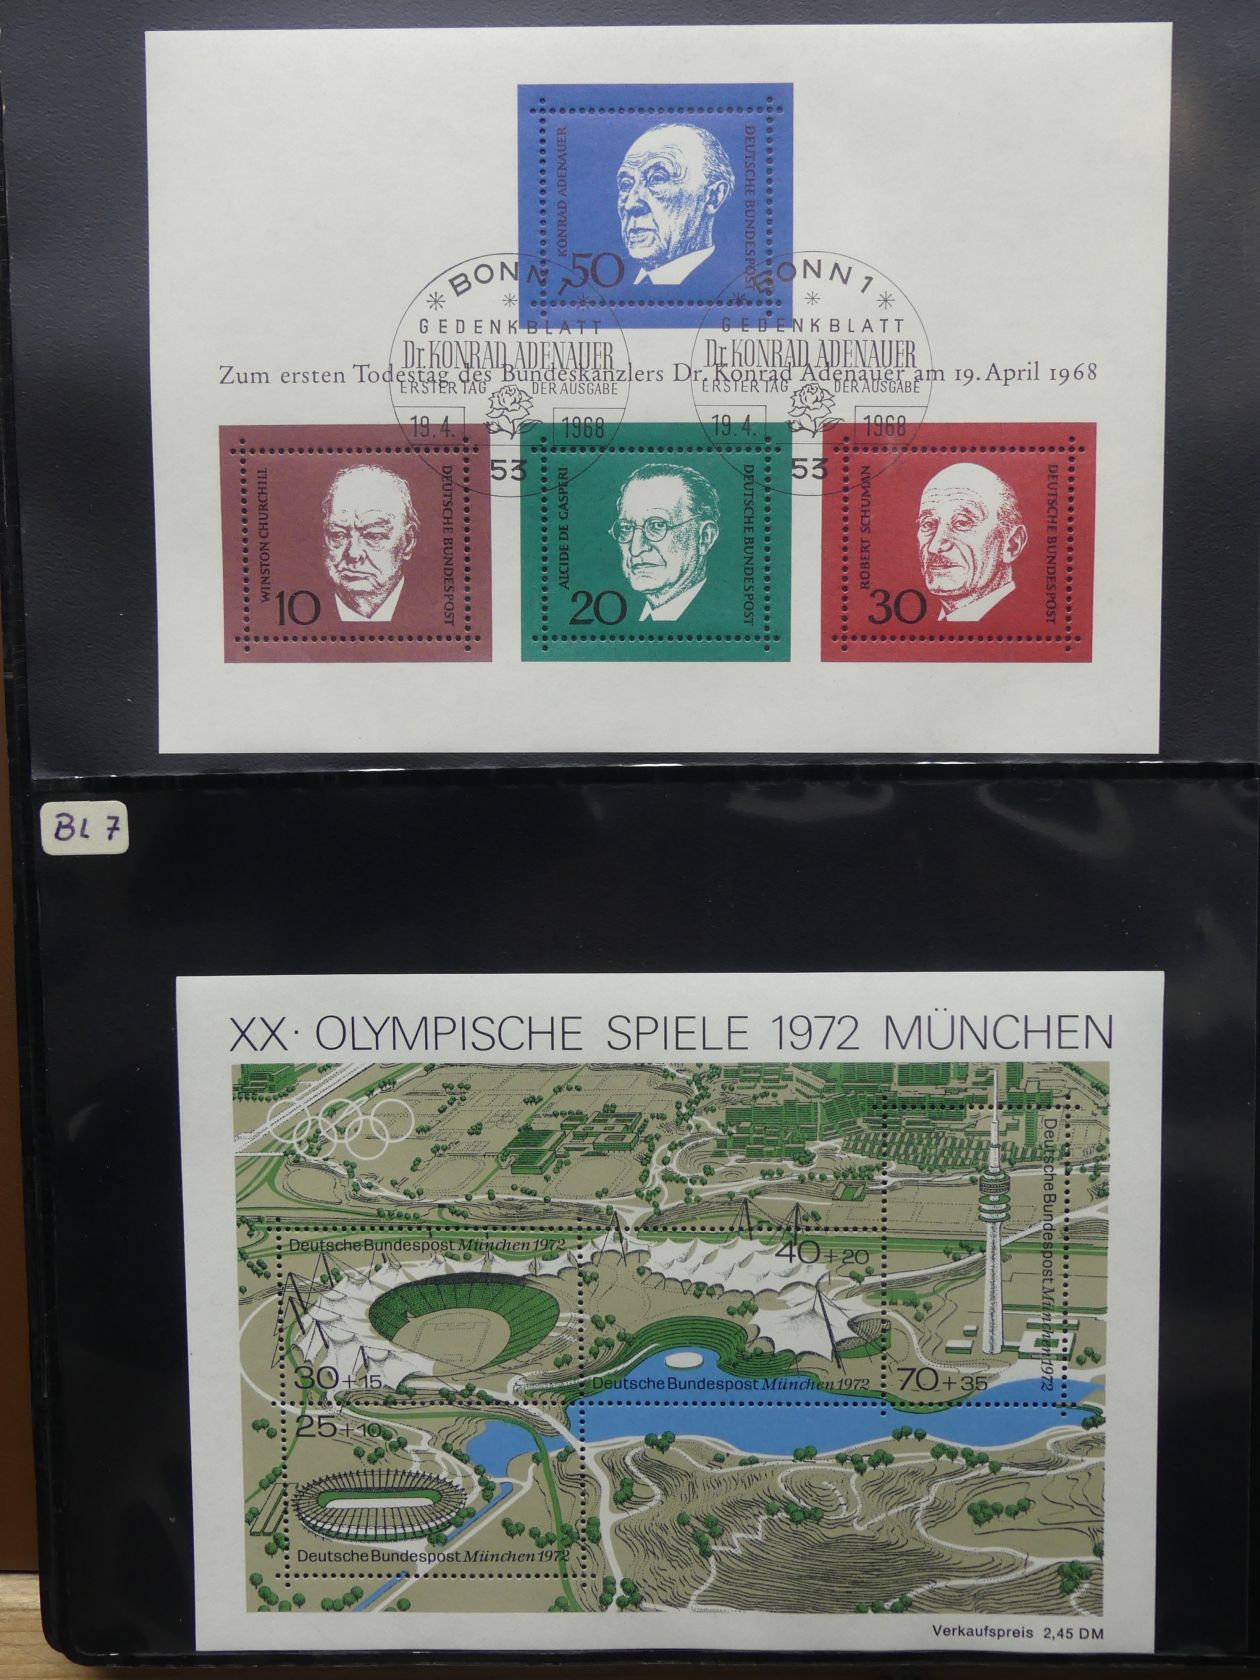 KONRAD ADENAUER
DEUTSCHE BUNDESPOST
50
BONN 1
GEDENKBLATT
Dr. KONRAD ADENAUER
ERSTER TAG DER AUSGABE
19.4. 1968
53
BONN 1
GEDENKBLATT
Dr. KONRAD ADENAUER
ERSTER TAG DER AUSGABE
19.4. 1968
53
Zum ersten Todestag des Bundeskanzlers Dr. Konrad Adenauer am 19. April 1968
WINSTON CHURCHILL
DEUTSCHE BUNDESPOST
10
ALCIDE DE GASPERI
DEUTSCHE BUNDESPOST
20
ROBERT SCHUMAN
DEUTSCHE BUNDESPOST
30
BL 7
XX. OLYMPISCHE SPIELE 1972 MÜNCHEN
Deutsche Bundespost München 1972
30+15
40+20
Deutsche Bundespost München 1972
Deutsche Bundespost München 1972
70+35
25+10
Deutsche Bundespost München 1972
Verkaufspreis 2,45 DM